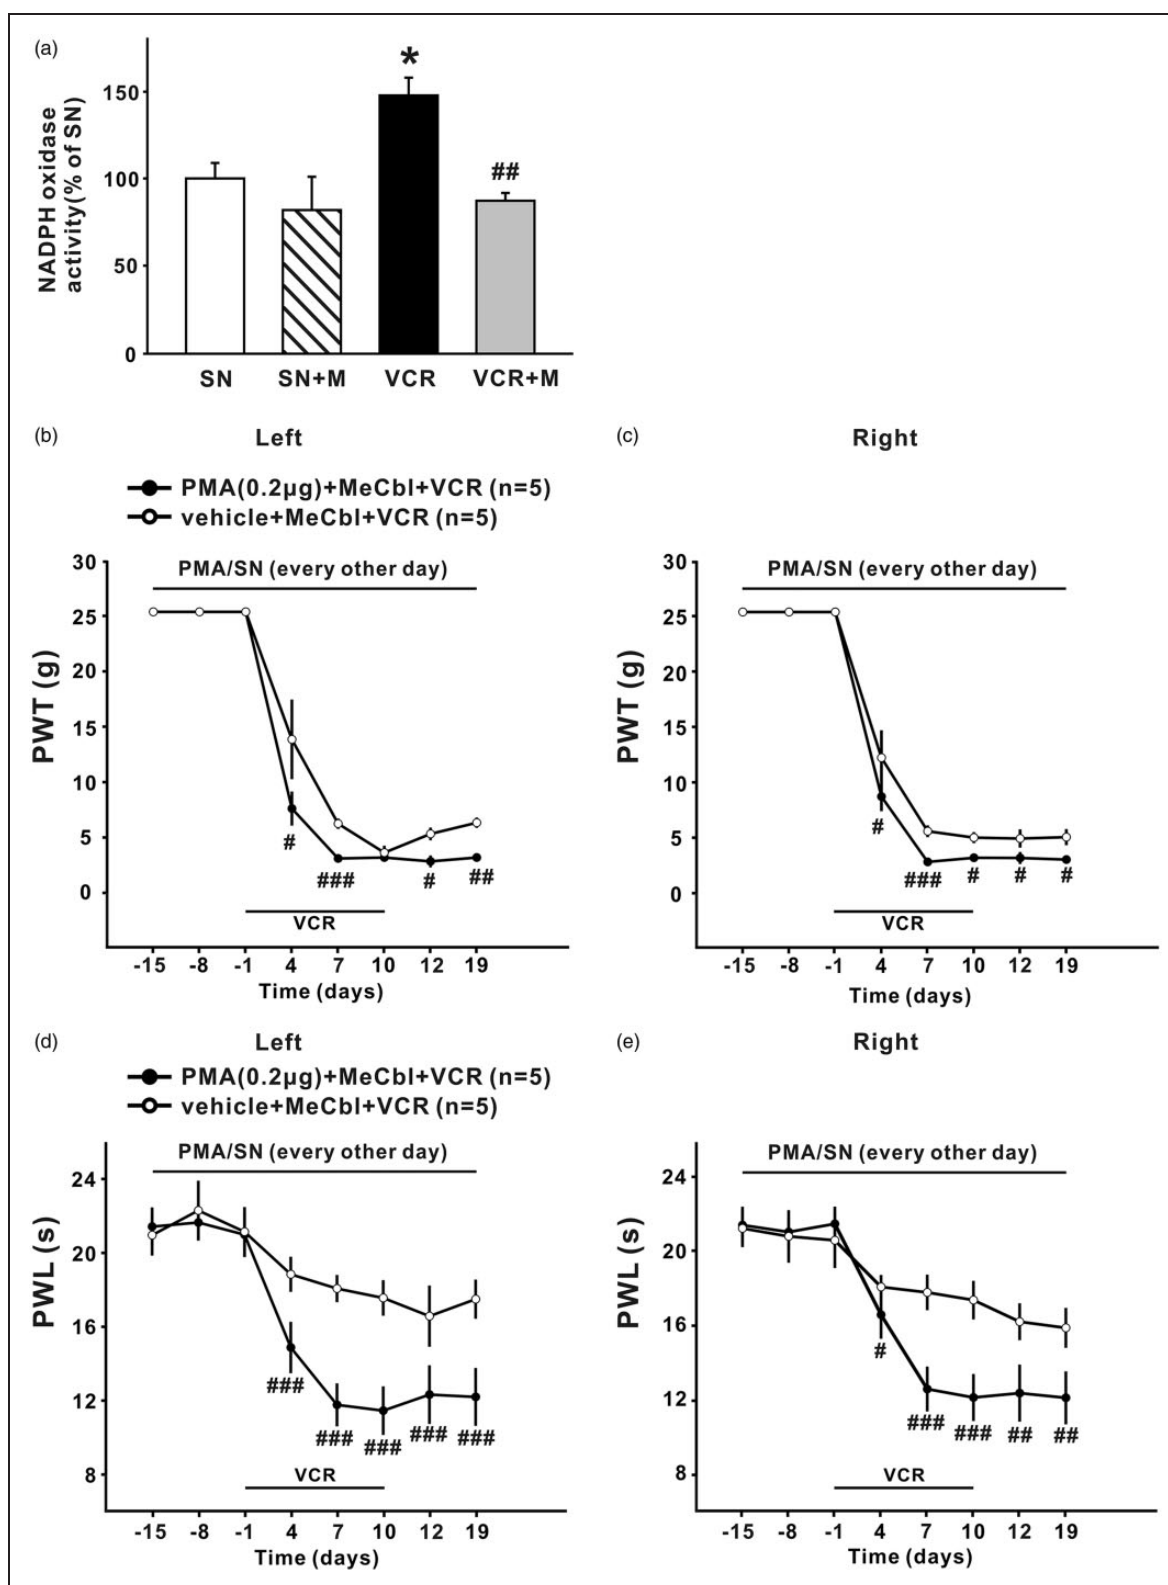 (a)
NADPH oxidase
activity(% of SN)
150
100
50
0
*
##
SN SN+M VCR VCR+M
(b) Left
PMA(0.2µg)+MeCbl+VCR (n=5)
vehicle+MeCbl+VCR (n=5)
PWT (g)
30
25
20
15
10
5
0
PMA/SN (every other day)
# ### # ##
VCR
-15 -8 -1 4 7 10 12 19
Time (days)
(c) Right
PWT (g)
30
25
20
15
10
5
0
PMA/SN (every other day)
# ### # # #
VCR
-15 -8 -1 4 7 10 12 19
Time (days)
(d) Left
PMA(0.2µg)+MeCbl+VCR (n=5)
vehicle+MeCbl+VCR (n=5)
PWL (s)
24
20
16
12
8
PMA/SN (every other day)
### ### ### ### ###
VCR
-15 -8 -1 4 7 10 12 19
Time (days)
(e) Right
PWL (s)
24
20
16
12
8
PMA/SN (every other day)
# ### ### ## ##
VCR
-15 -8 -1 4 7 10 12 19
Time (days)